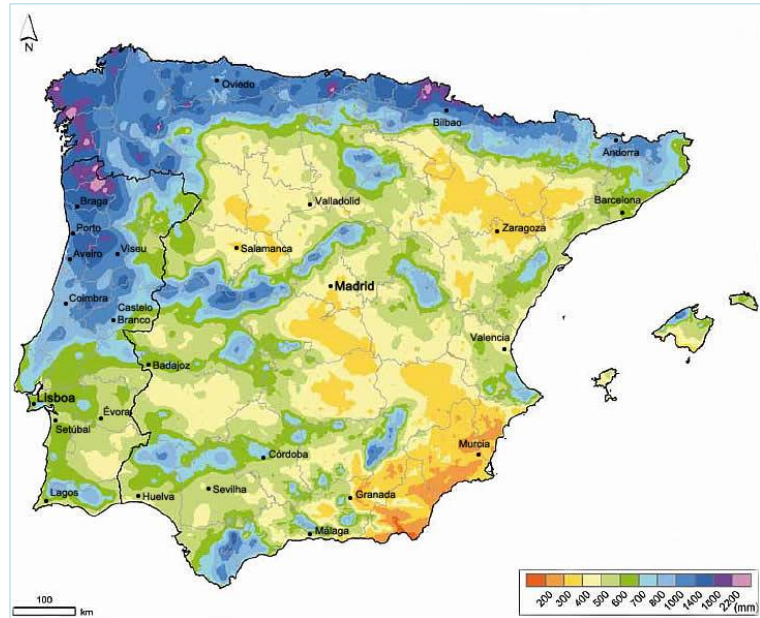 N
Oviedo
Bilbao
Andorra
Braga
Valladolid
Barcelona
Porto
Zaragoza
Viseu
Salamanca
Aveiro
Madrid
Coimbra
Castelo
Branco
Valencia
Badajoz
Lisboa
Évora
Setúbal
Córdoba
Murcia
Lagos
Huelva
Sevilha
Granada
Málaga
200 300 400 500 600 700 800 1000 1400 1800 2200 (mm)
100
km